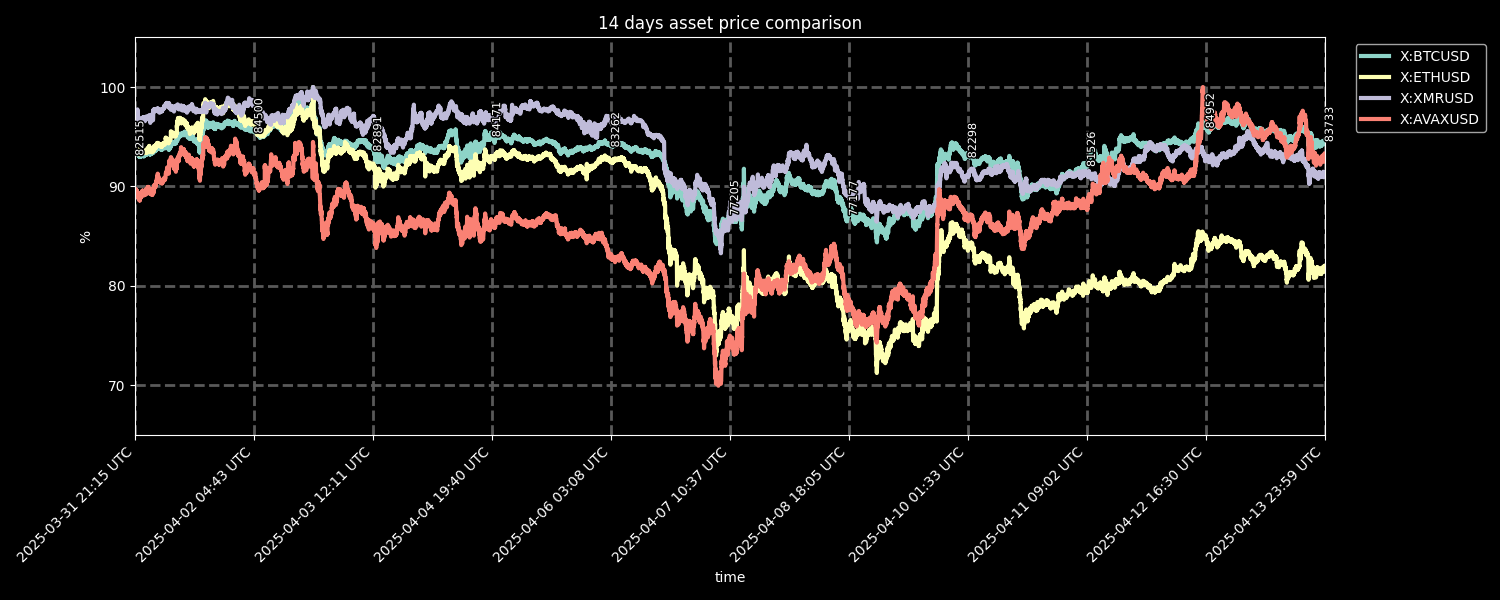 14 days asset price comparison
X:BTCUSD
X:ETHUSD
X:XMRUSD
X:AVAXUSD
100
90
80
70
%
82515
84500
82891
84171
83262
77205
77177
82298
81526
84952
83733
2025-03-31 21:15 UTC
2025-04-02 04:43 UTC
2025-04-03 12:11 UTC
2025-04-04 19:40 UTC
2025-04-06 03:08 UTC
2025-04-07 10:37 UTC
2025-04-08 18:05 UTC
2025-04-10 01:33 UTC
2025-04-11 09:02 UTC
2025-04-12 16:30 UTC
2025-04-13 23:59 UTC
time